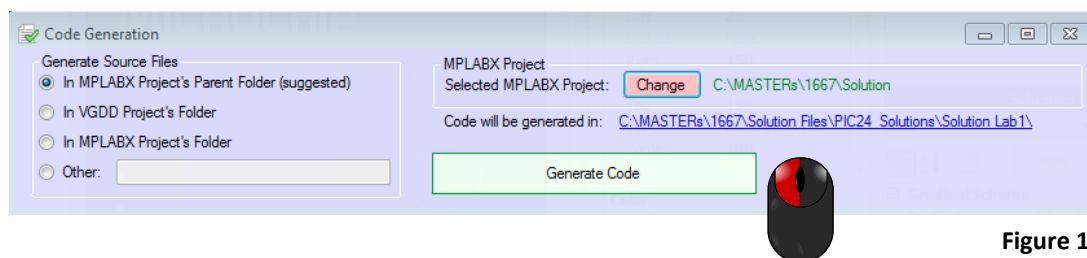 Code Generation
Generate Source Files
In MPLABX Project's Parent Folder (suggested)
In VGDD Project's Folder
In MPLABX Project's Folder
Other:
MPLABX Project
Selected MPLABX Project: Change C:\MASTERs\1667\Solution
Code will be generated in: C:\MASTERs\1667\Solution Files\PIC24_Solutions\Solution Lab1\
Generate Code
Figure 1